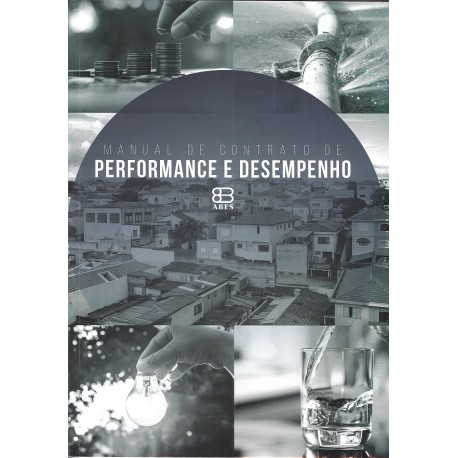 MANUAL DE CONTRATO DE
PERFORMANCE E DESEMPENHO
ABES